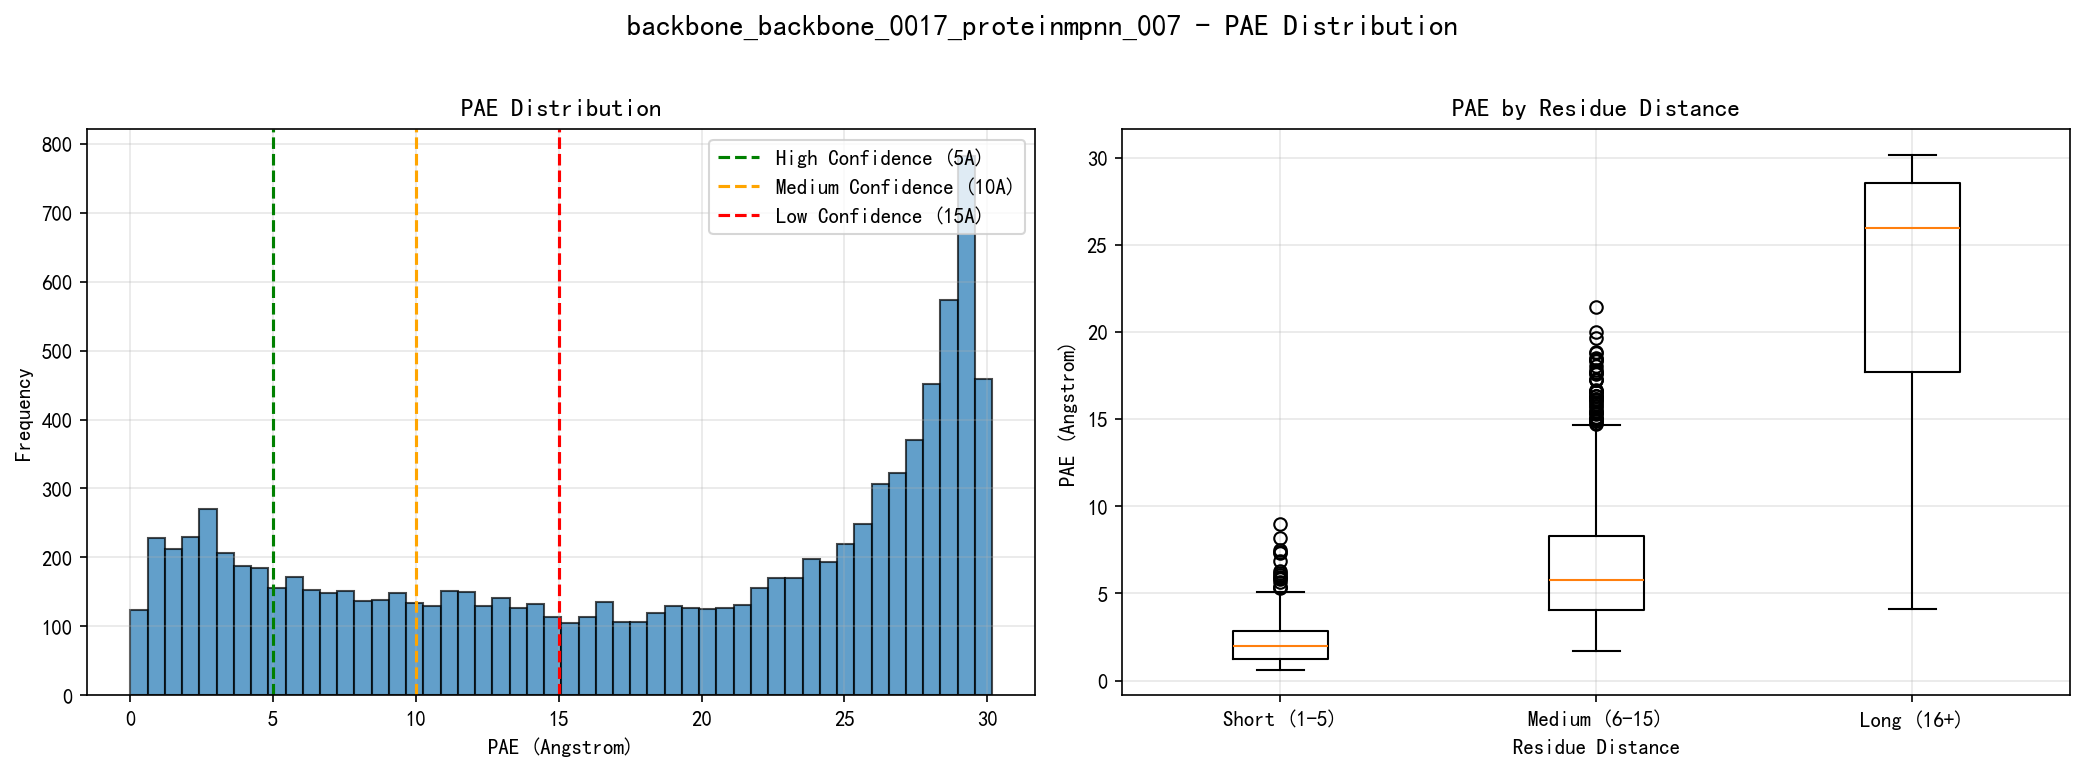 backbone_backbone_0017_proteinmpnn_007 - PAE Distribution
PAE Distribution
800
700
600
500
400
300
200
100
0
Frequency
0 5 10 15 20 25 30
PAE (Angstrom)
High Confidence (5A)
Medium Confidence (10A)
Low Confidence (15A)
PAE by Residue Distance
30
25
20
15
10
5
0
PAE (Angstrom)
Short (1-5) Medium (6-15) Long (16+)
Residue Distance